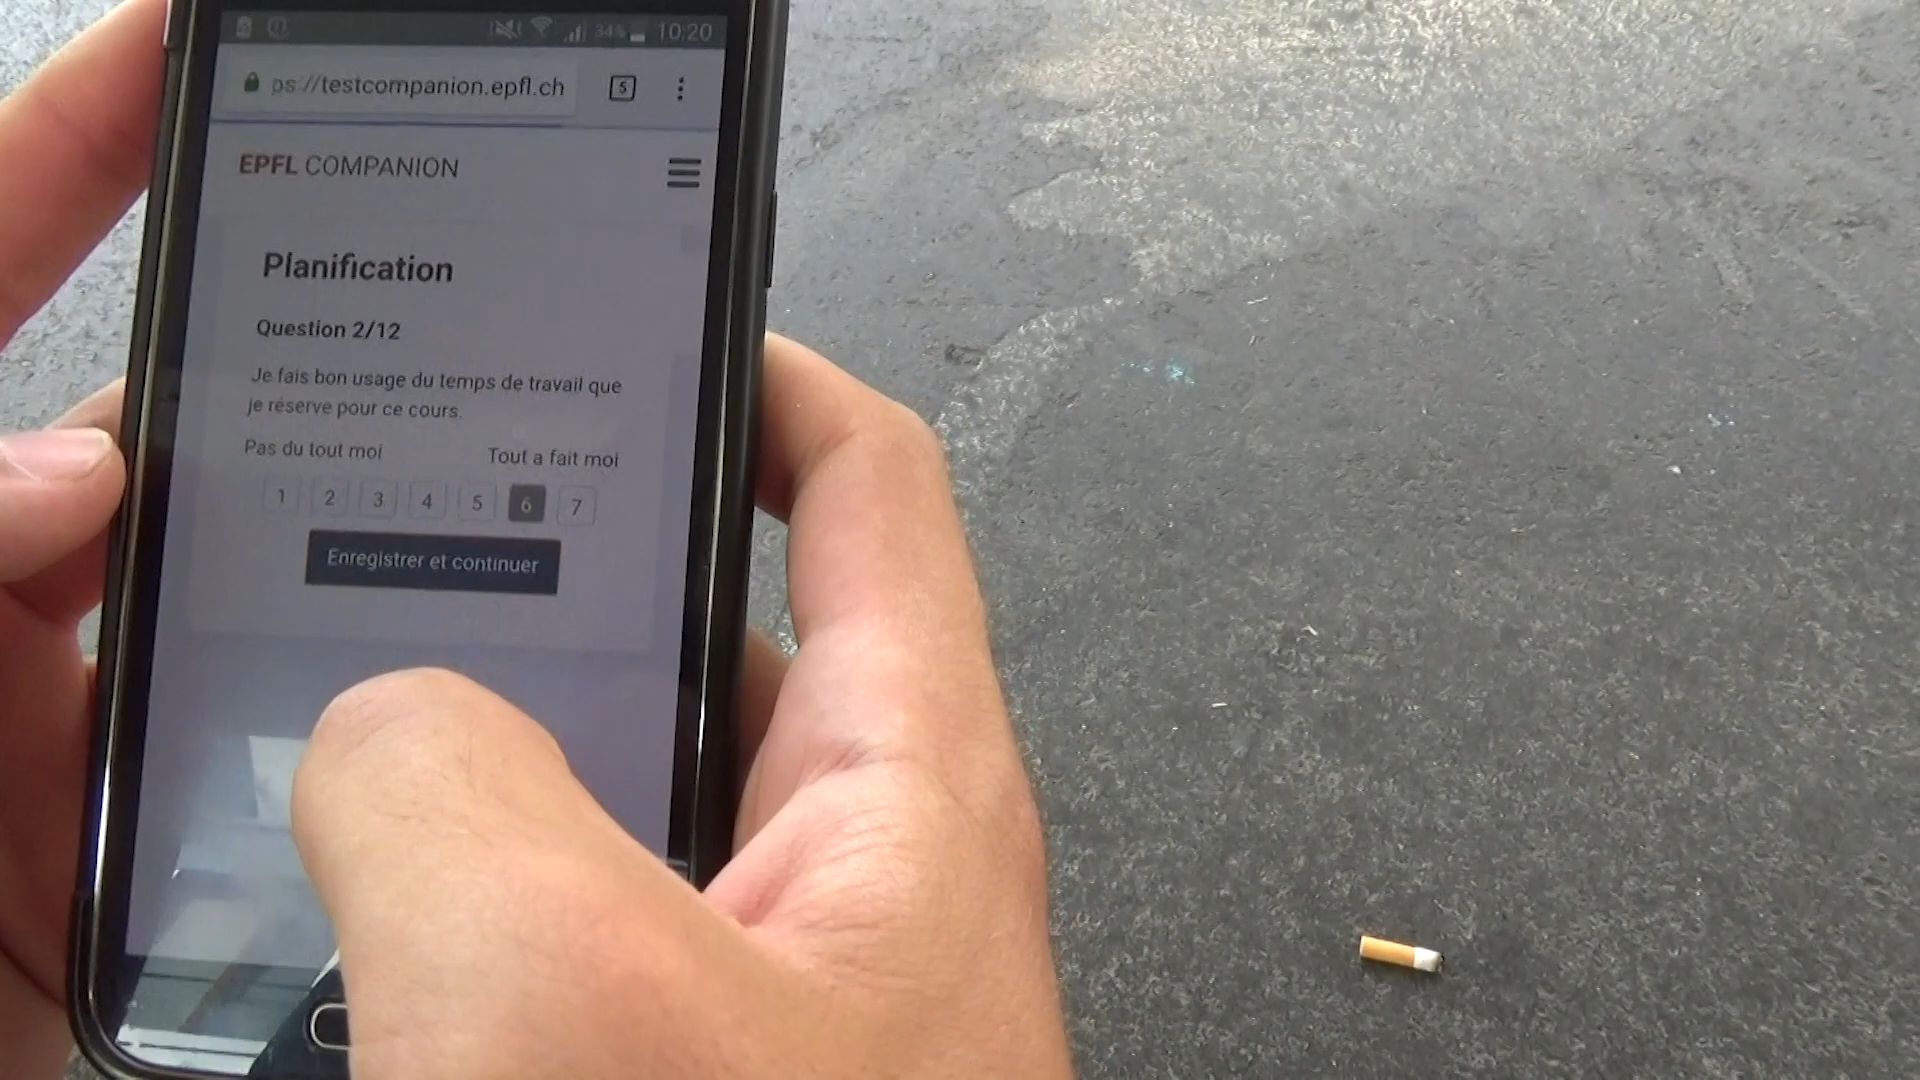 34% 10:20
ps://testcompanion.epfl.ch 5
EPFL COMPANION
Planification
Question 2/12
Je fais bon usage du temps de travail que
je réserve pour ce cours.
Pas du tout moi Tout a fait moi
1 2 3 4 5 6 7
Enregistrer et continuer